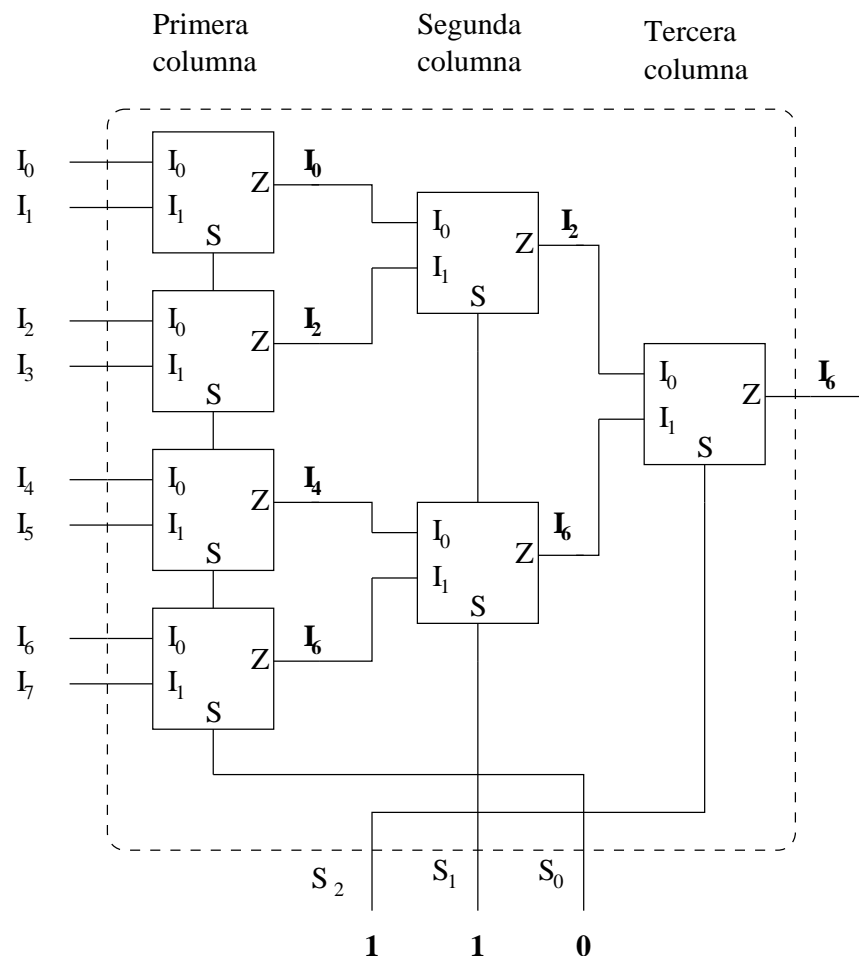 Primera
columna
Segunda
columna
Tercera
columna
I0
I0
Z
I0
I1
I1
S
I0
Z
I2
I1
S
I2
I0
Z
I2
I3
I1
S
I0
Z
I6
I1
S
I4
I0
Z
I4
I5
I1
S
I0
Z
I6
I1
S
I6
I0
Z
I6
I7
I1
S
S2
S1
S0
1
1
0